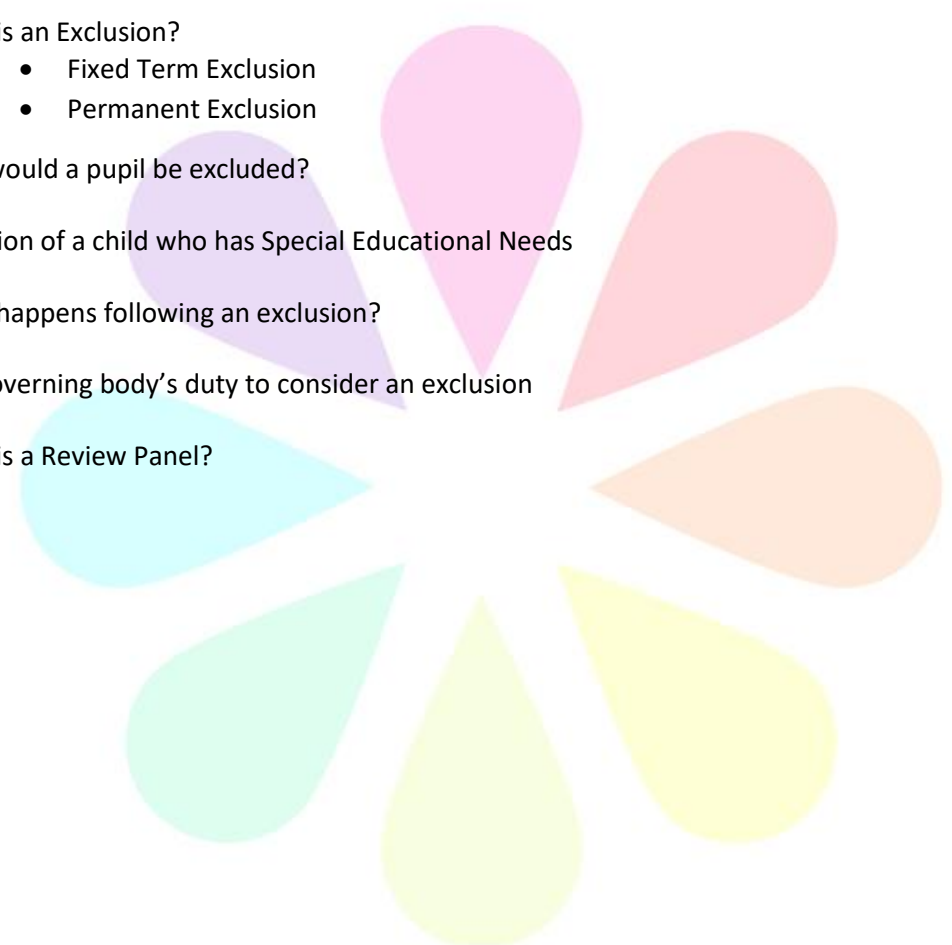 is an Exclusion?
• Fixed Term Exclusion
• Permanent Exclusion
would a pupil be excluded?
ion of a child who has Special Educational Needs
happens following an exclusion?
overning body's duty to consider an exclusion
is a Review Panel?